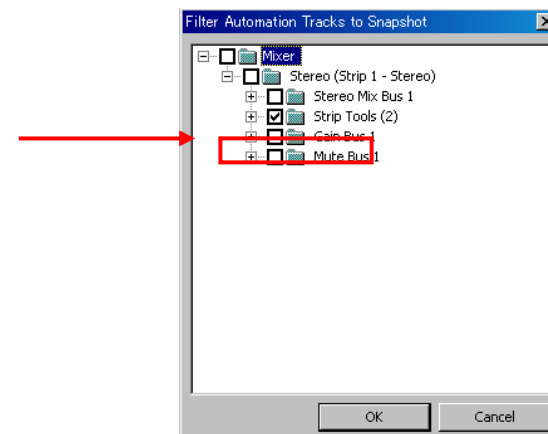 Filter Automation Tracks to Snapshot
Mixer
Stereo (Strip 1 - Stereo)
Stereo Mix Bus 1
Strip Tools (2)
Gain Bus 1
Mute Bus 1
OK Cancel